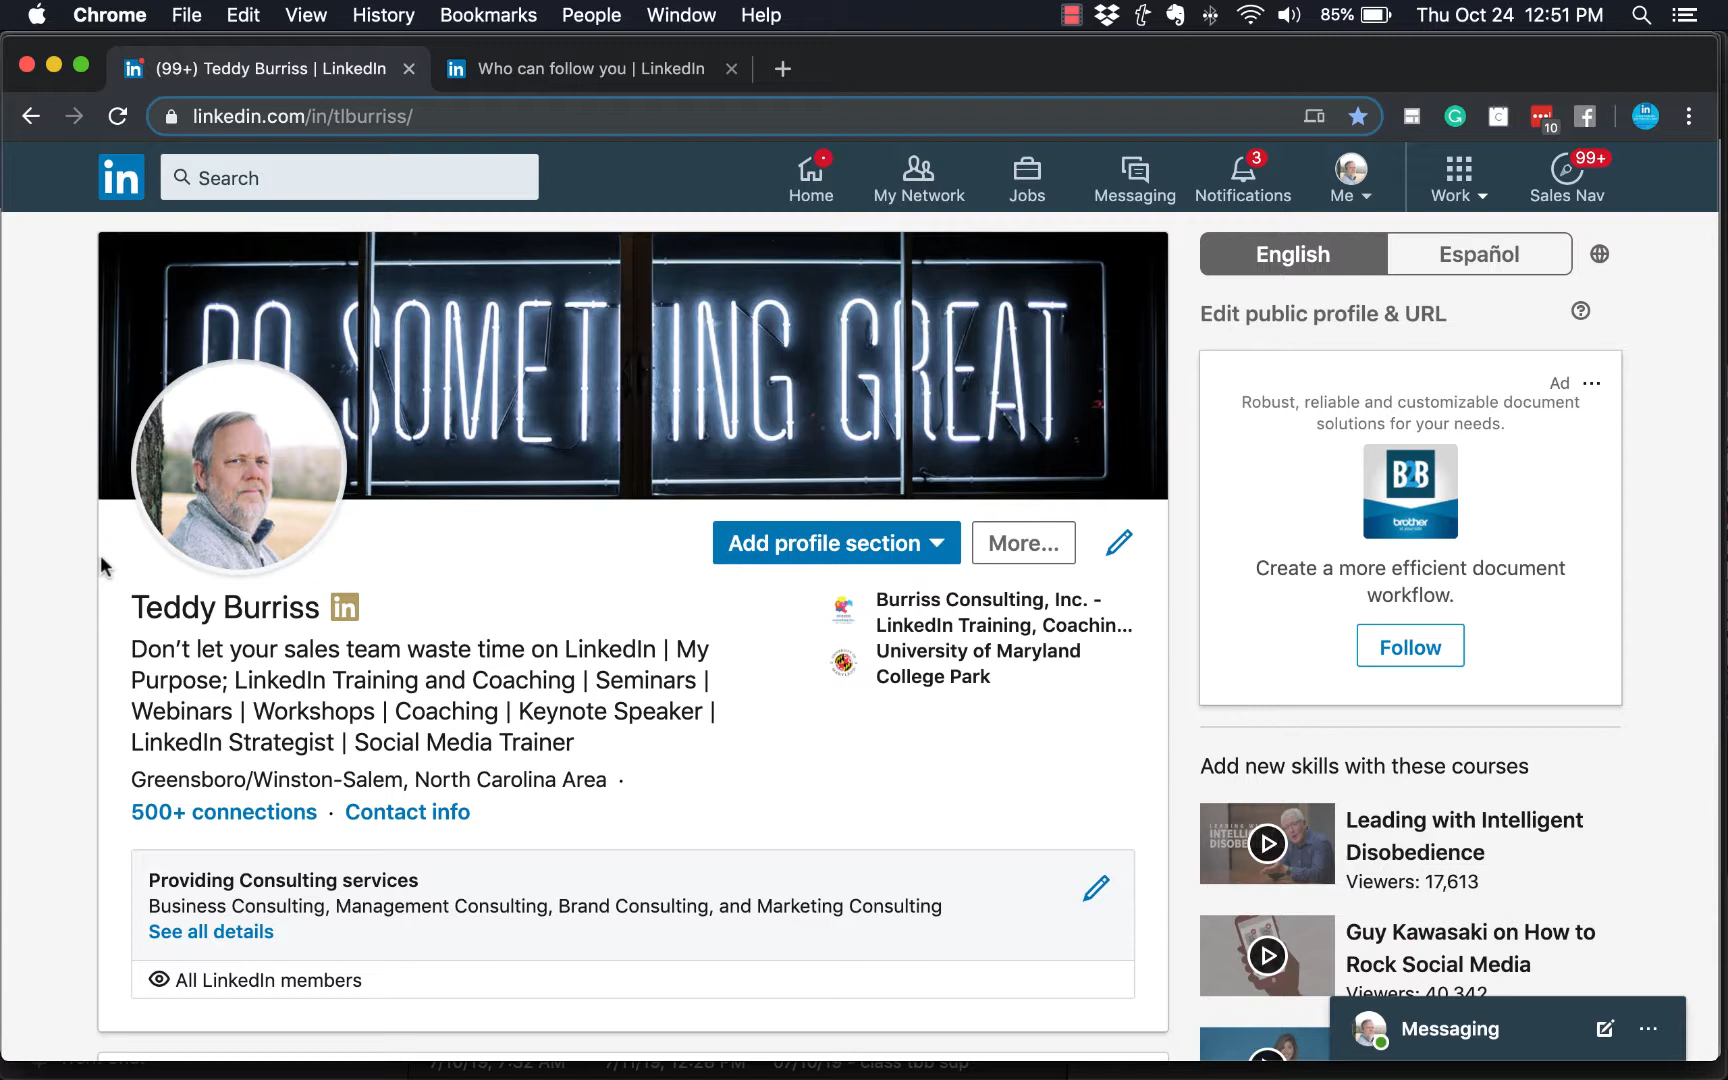 Chrome File Edit View History Bookmarks People Window Help
85% Thu Oct 24 12:51 PM
(99+) Teddy Burriss | LinkedIn
Who can follow you | LinkedIn
linkedin.com/in/tlburriss/
10
in
Search
Home
My Network
Jobs
Messaging
3
Notifications
Me
Work
99+
Sales Nav
DO SOMETHING GREAT
English
Español
Edit public profile & URL
Ad
Robust, reliable and customizable document
solutions for your needs.
B2B
brother
Create a more efficient document
workflow.
Follow
Add profile section
More...
Teddy Burriss in
Don’t let your sales team waste time on LinkedIn | My
Purpose; LinkedIn Training and Coaching | Seminars |
Webinars | Workshops | Coaching | Keynote Speaker |
LinkedIn Strategist | Social Media Trainer
Greensboro/Winston-Salem, North Carolina Area ·
500+ connections · Contact info
Burriss Consulting, Inc. -
LinkedIn Training, Coachin...
University of Maryland
College Park
Providing Consulting services
Business Consulting, Management Consulting, Brand Consulting, and Marketing Consulting
See all details
All LinkedIn members
Add new skills with these courses
Leading with Intelligent
Disobedience
Viewers: 17,613
Guy Kawasaki on How to
Rock Social Media
Viewers: 40,342
Messaging